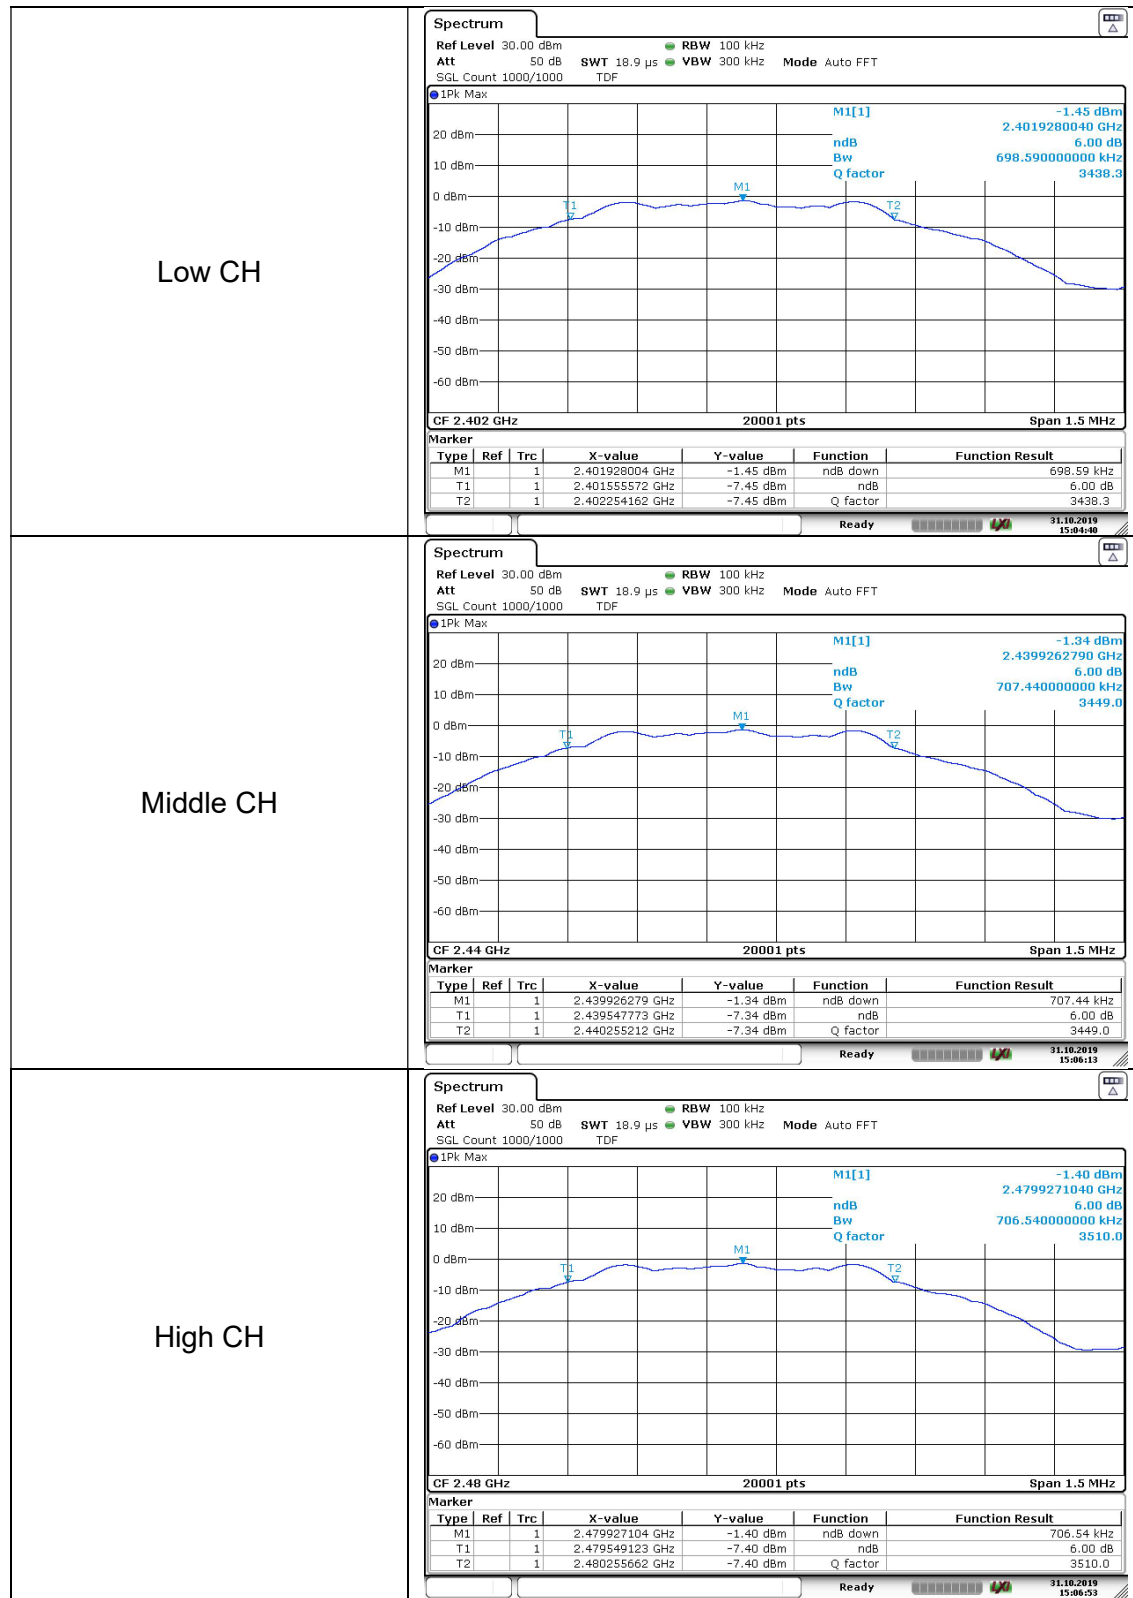 Low CH
Spectrum
Ref Level 30.00 dBm RBW 100 kHz
Att 50 dB SWT 18.9 µs VBW 300 kHz Mode Auto FFT
SGL Count 1000/1000 TDF
1Pk Max
M1[1] -1.45 dBm
2.4019280040 GHz
ndB 6.00 dB
Bw 698.590000000 kHz
Q factor 3438.3
20 dBm
10 dBm
0 dBm
-10 dBm
-20 dBm
-30 dBm
-40 dBm
-50 dBm
-60 dBm
T1 M1 T2
CF 2.402 GHz 20001 pts Span 1.5 MHz
Marker
Type Ref Trc X-value Y-value Function Function Result
M1 1 2.401928004 GHz -1.45 dBm ndB down 698.59 kHz
T1 1 2.401555572 GHz -7.45 dBm ndB 6.00 dB
T2 1 2.402254162 GHz -7.45 dBm Q factor 3438.3
Ready LXI 31.10.2019
15:04:40
Middle CH
Spectrum
Ref Level 30.00 dBm RBW 100 kHz
Att 50 dB SWT 18.9 µs VBW 300 kHz Mode Auto FFT
SGL Count 1000/1000 TDF
1Pk Max
M1[1] -1.34 dBm
2.4399262790 GHz
ndB 6.00 dB
Bw 707.440000000 kHz
Q factor 3449.0
20 dBm
10 dBm
0 dBm
-10 dBm
-20 dBm
-30 dBm
-40 dBm
-50 dBm
-60 dBm
T1 M1 T2
CF 2.44 GHz 20001 pts Span 1.5 MHz
Marker
Type Ref Trc X-value Y-value Function Function Result
M1 1 2.439926279 GHz -1.34 dBm ndB down 707.44 kHz
T1 1 2.439547773 GHz -7.34 dBm ndB 6.00 dB
T2 1 2.440255212 GHz -7.34 dBm Q factor 3449.0
Ready LXI 31.10.2019
15:06:13
High CH
Spectrum
Ref Level 30.00 dBm RBW 100 kHz
Att 50 dB SWT 18.9 µs VBW 300 kHz Mode Auto FFT
SGL Count 1000/1000 TDF
1Pk Max
M1[1] -1.40 dBm
2.4799271040 GHz
ndB 6.00 dB
Bw 706.540000000 kHz
Q factor 3510.0
20 dBm
10 dBm
0 dBm
-10 dBm
-20 dBm
-30 dBm
-40 dBm
-50 dBm
-60 dBm
T1 M1 T2
CF 2.48 GHz 20001 pts Span 1.5 MHz
Marker
Type Ref Trc X-value Y-value Function Function Result
M1 1 2.479927104 GHz -1.40 dBm ndB down 706.54 kHz
T1 1 2.479549123 GHz -7.40 dBm ndB 6.00 dB
T2 1 2.480255662 GHz -7.40 dBm Q factor 3510.0
Ready LXI 31.10.2019
15:06:53